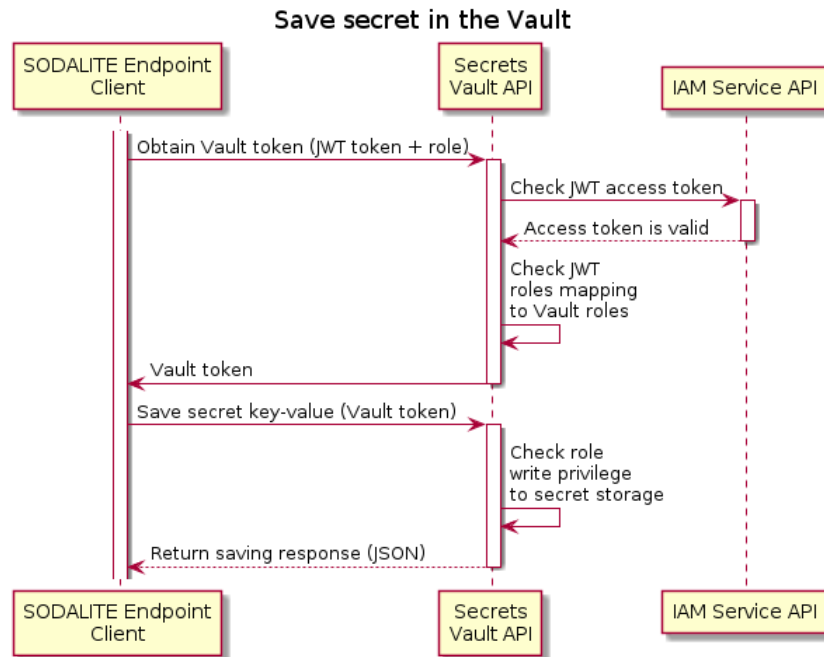 Save secret in the Vault
SODALITE Endpoint
Client
Secrets
Vault API
IAM Service API
Obtain Vault token (JWT token + role)
Check JWT access token
Access token is valid
Check JWT
roles mapping
to Vault roles
Vault token
Save secret key-value (Vault token)
Check role
write privilege
to secret storage
Return saving response (JSON)
SODALITE Endpoint
Client
Secrets
Vault API
IAM Service API